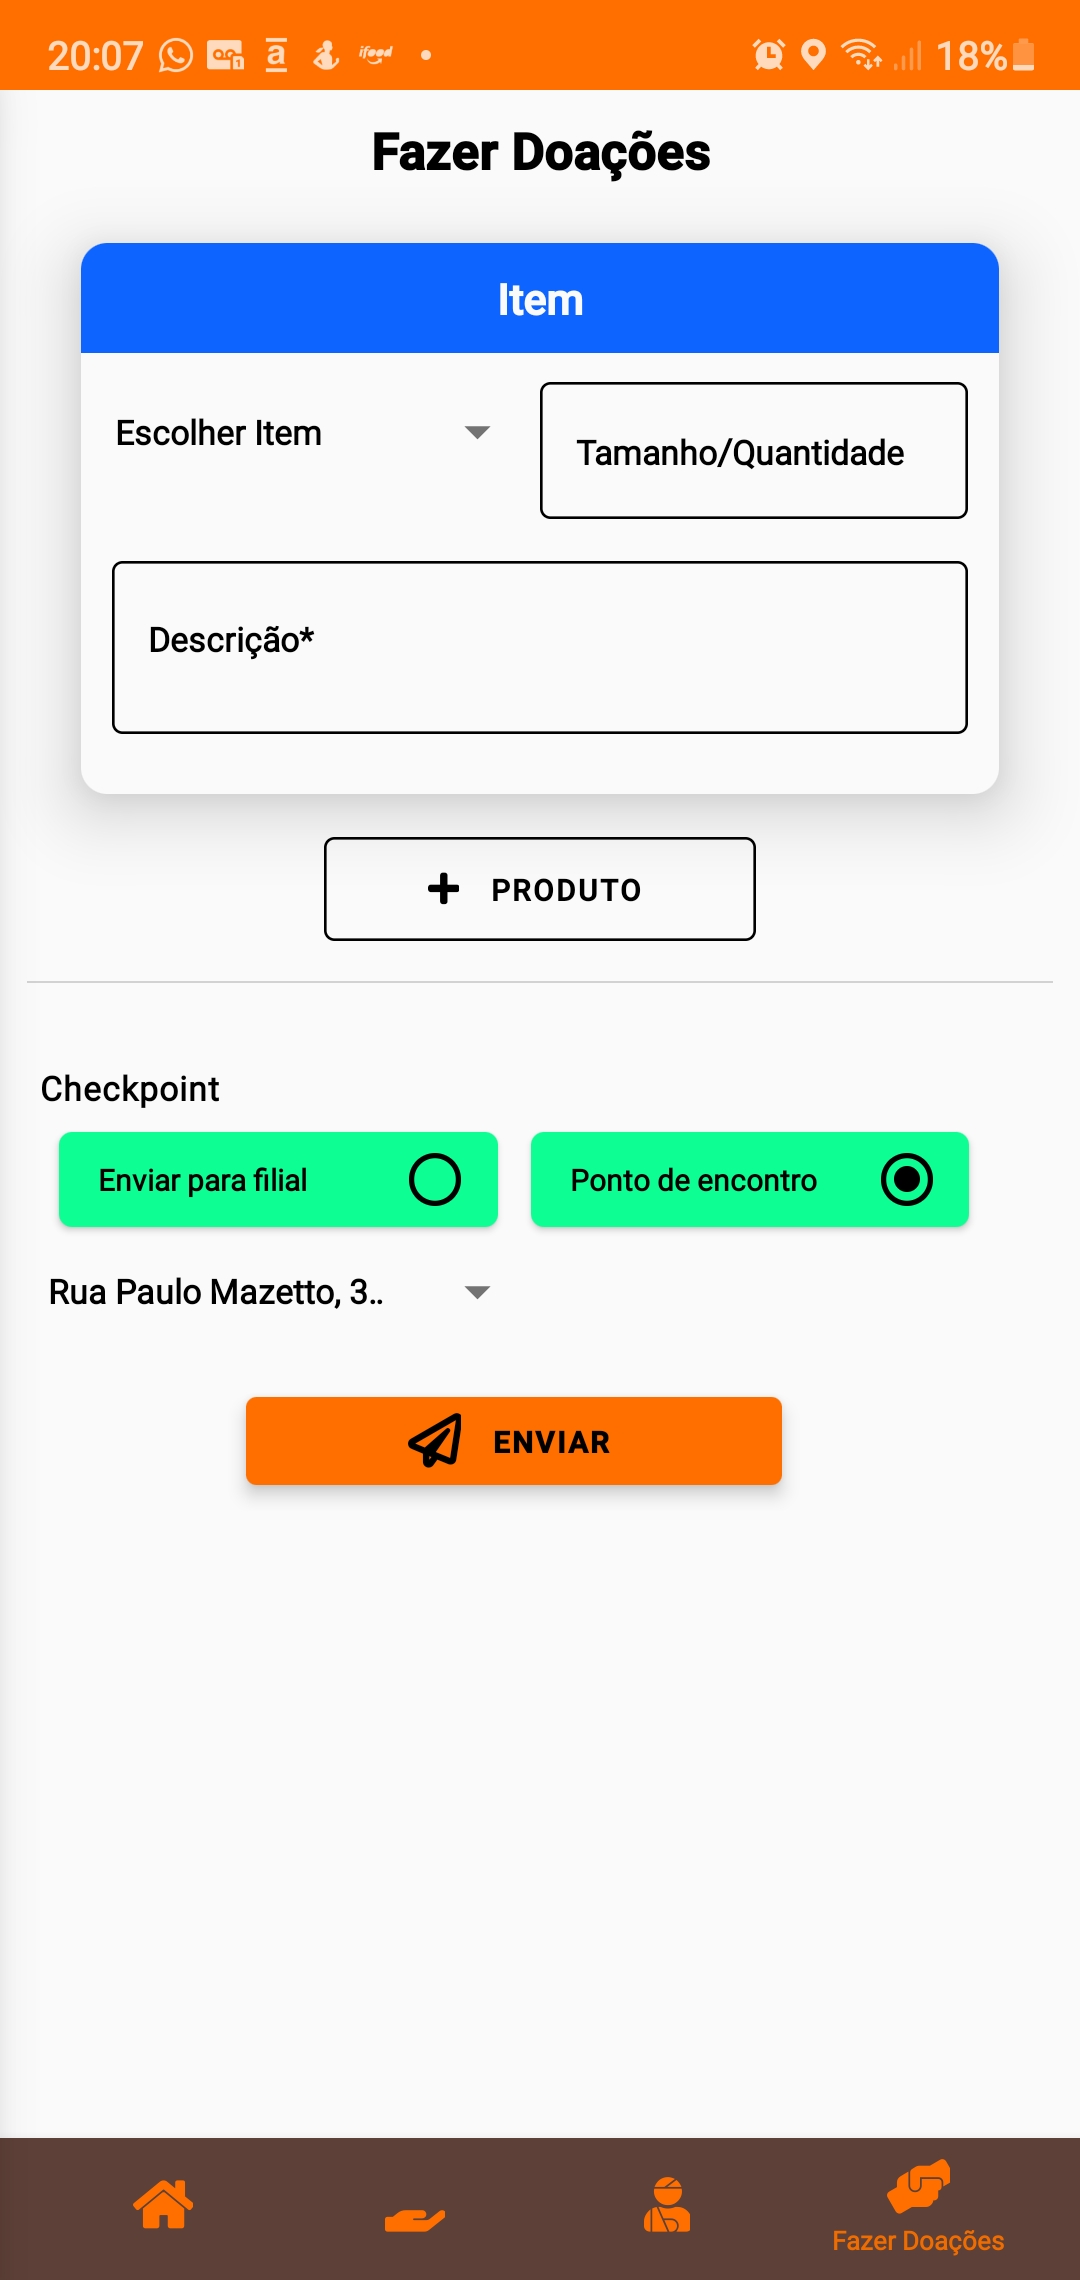 20:07 a ifood 18%
Fazer Doações
Item
Escolher Item
Tamanho/Quantidade
Descrição*
PRODUTO
Checkpoint
Enviar para filial
Ponto de encontro
Rua Paulo Mazetto, 3..
ENVIAR
Fazer Doações